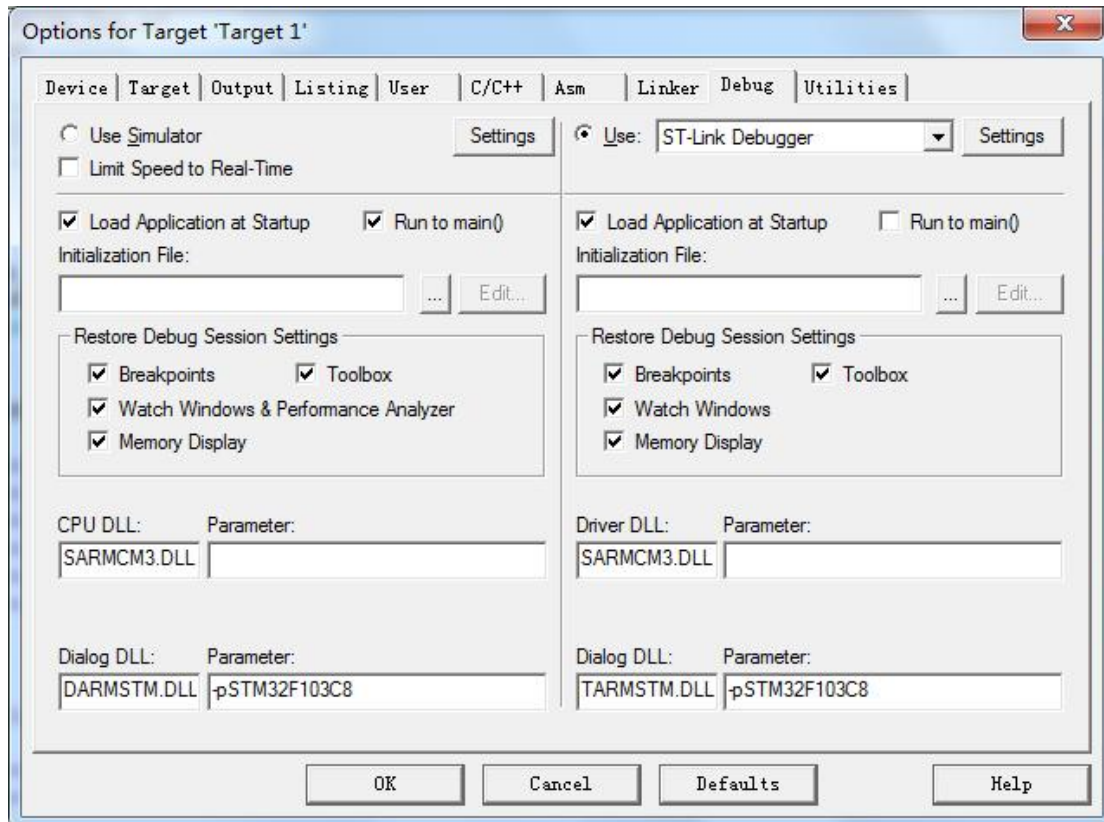 Options for Target 'Target 1'
Device Target Output Listing User C/C++ Asm Linker Debug Utilities
Use Simulator Settings Use: ST-Link Debugger Settings
Limit Speed to Real-Time
Load Application at Startup Run to main() Load Application at Startup Run to main()
Initialization File: Initialization File:
... Edit... ... Edit...
Restore Debug Session Settings Restore Debug Session Settings
Breakpoints Toolbox Breakpoints Toolbox
Watch Windows & Performance Analyzer Watch Windows
Memory Display Memory Display
CPU DLL: Parameter: Driver DLL: Parameter:
SARMCM3.DLL SARMCM3.DLL
Dialog DLL: Parameter: Dialog DLL: Parameter:
DARMSTM.DLL -pSTM32F103C8 TARMSTM.DLL -pSTM32F103C8
OK Cancel Defaults Help